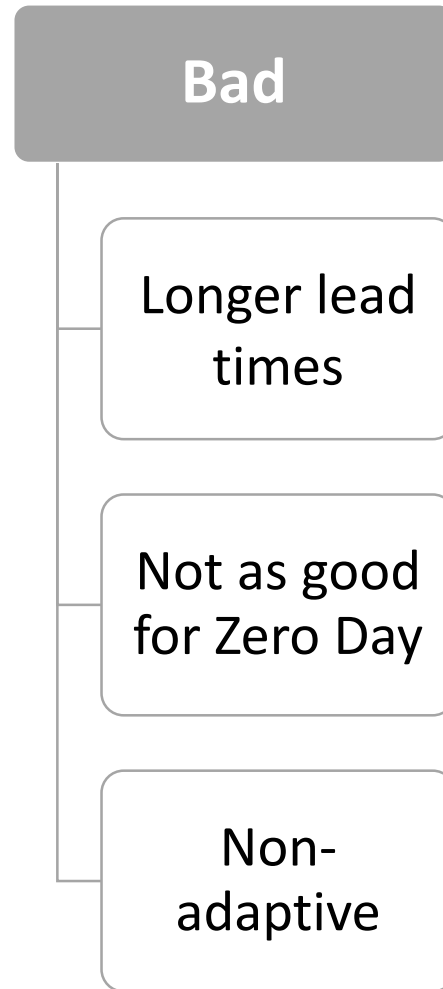 Bad
Longer lead
times
Not as good
for Zero Day
Non-
adaptive